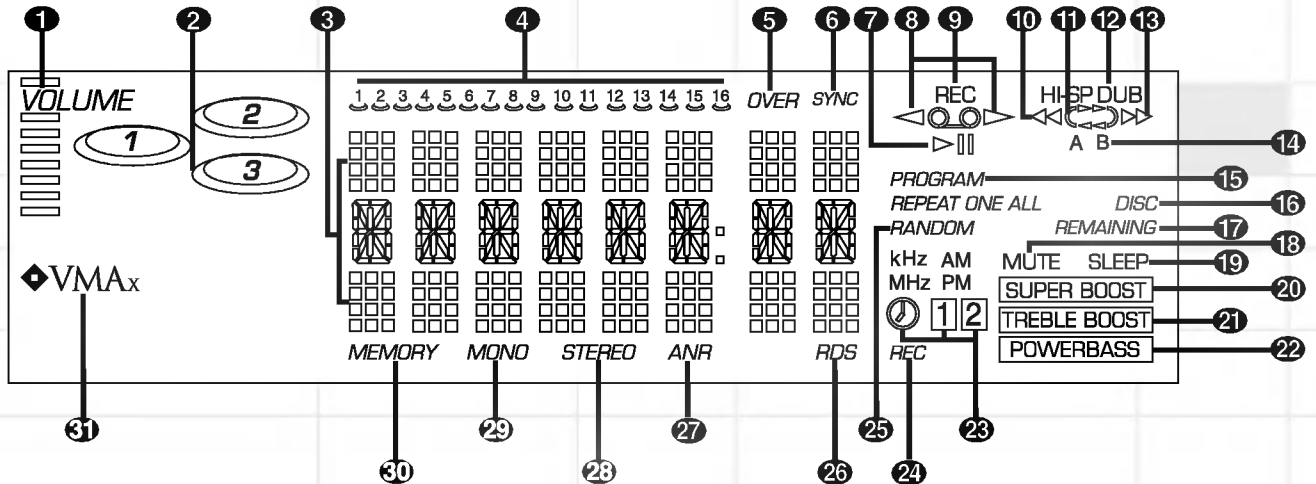 1 2 3 4 5 6 7 8 9 10 11 12 13
VOLUME
1
2
3
1 2 3 4 5 6 7 8 9 10 11 12 13 14 15 16
OVER SYNC
REC
HI-SP DUB
A B
14
PROGRAM 15
REPEAT ONE ALL DISC 16
RANDOM REMAINING 17
18
kHz AM MUTE SLEEP 19
MHz PM SUPER BOOST 20
1 2 TREBLE BOOST 21
POWERBASS 22
VMAx
MEMORY MONO STEREO ANR RDS REC
31 30 29 28 27 26 24 25 23